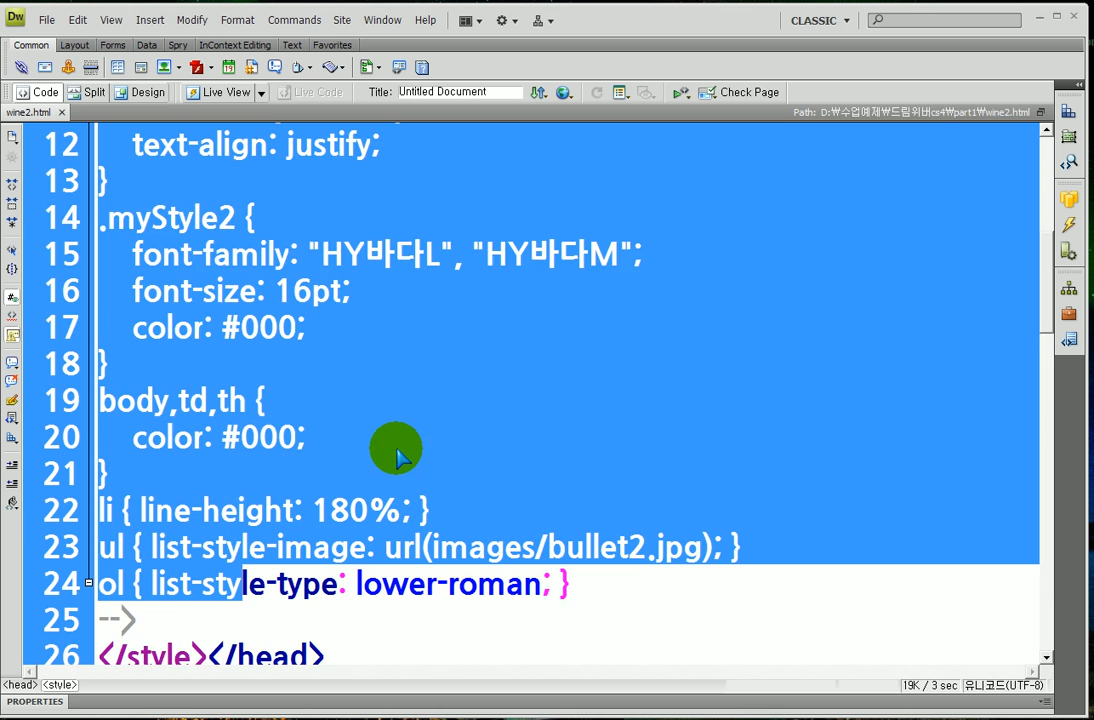 Dw File Edit View Insert Modify Format Commands Site Window Help CLASSIC
Common Layout Forms Data Spry InContext Editing Text Favorites
Code Split Design Live View Live Code Title: Untitled Document Check Page
wine2.html Path: D:₩수업예제₩드림위버cs4₩part1₩wine2.html
12 text-align: justify;
13 }
14 .myStyle2 {
15 font-family: "HY바다L", "HY바다M";
16 font-size: 16pt;
17 color: #000;
18 }
19 body,td,th {
20 color: #000;
21 }
22 li { line-height: 180%; }
23 ul { list-style-image: url(images/bullet2.jpg); }
24 ol { list-style-type: lower-roman; }
25 -->
26 </style></head>
<head> <style> 19K / 3 sec 유니코드(UTF-8)
PROPERTIES